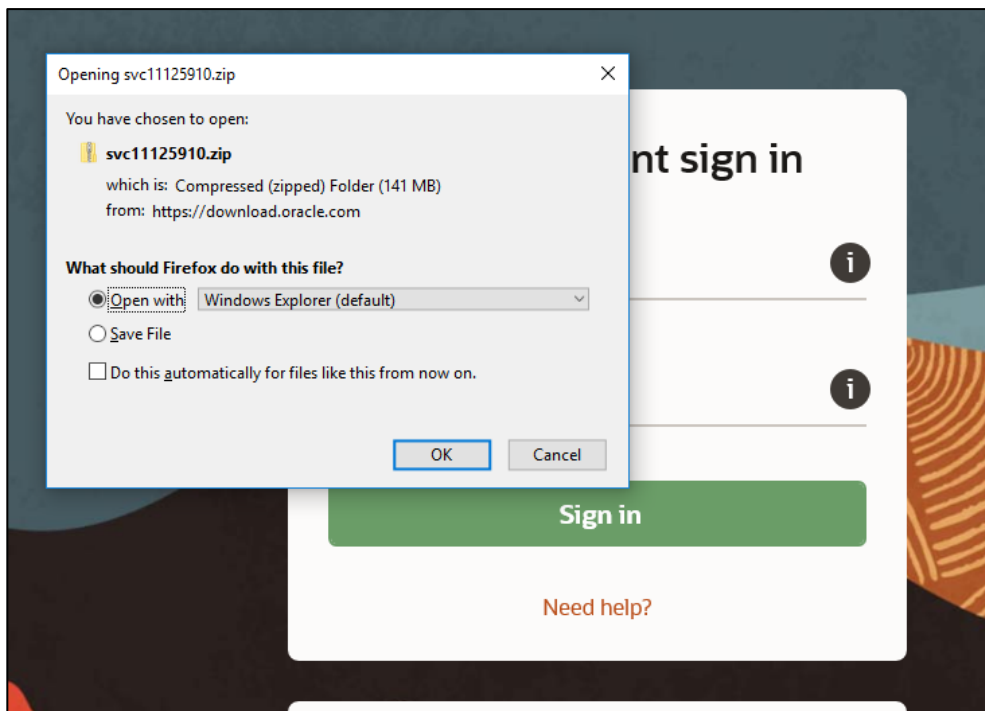 Opening svc11125910.zip
You have chosen to open:
svc11125910.zip
which is: Compressed (zipped) Folder (141 MB)
from: https://download.oracle.com
What should Firefox do with this file?
Open with Windows Explorer (default)
Save File
Do this automatically for files like this from now on.
OK Cancel
nt sign in
i
i
Sign in
Need help?